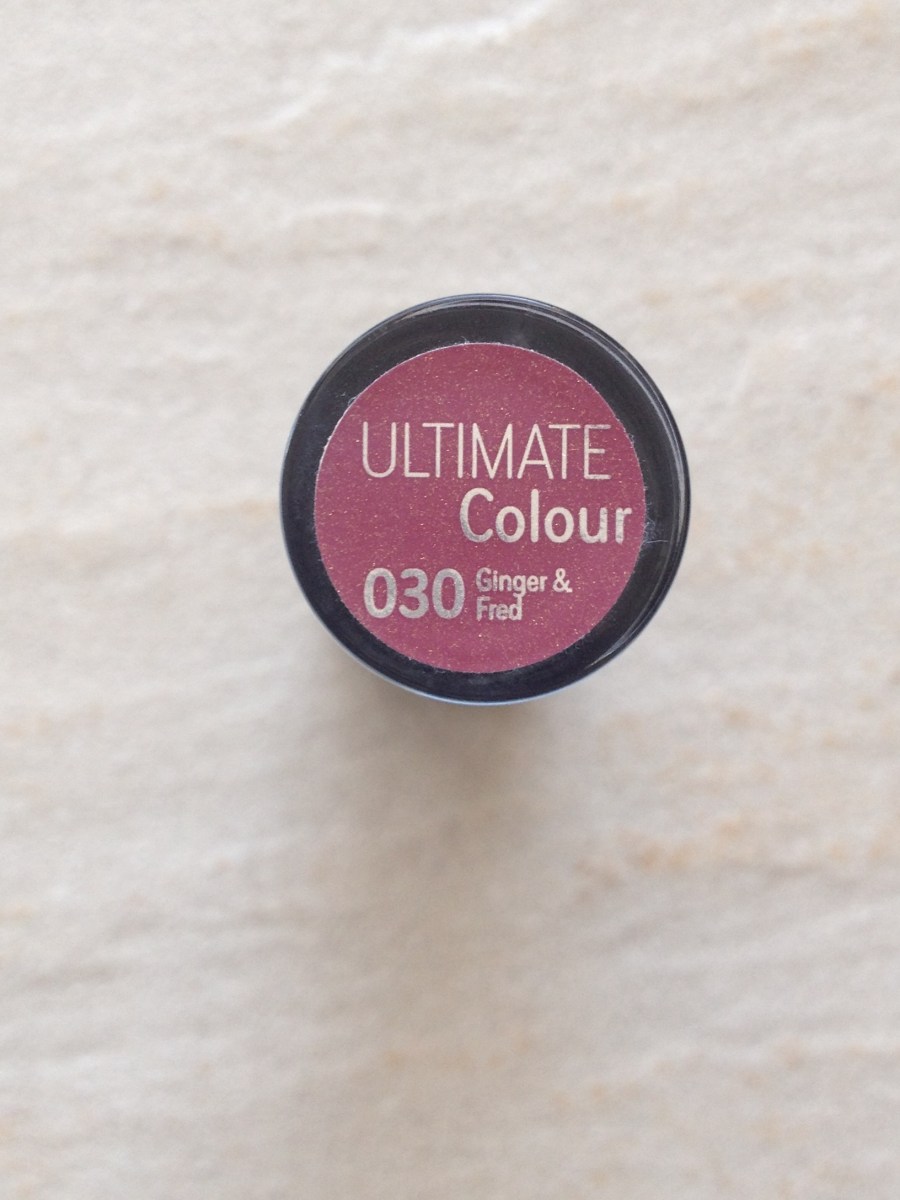 ULTIMATE
Colour
030 Ginger &
Fred